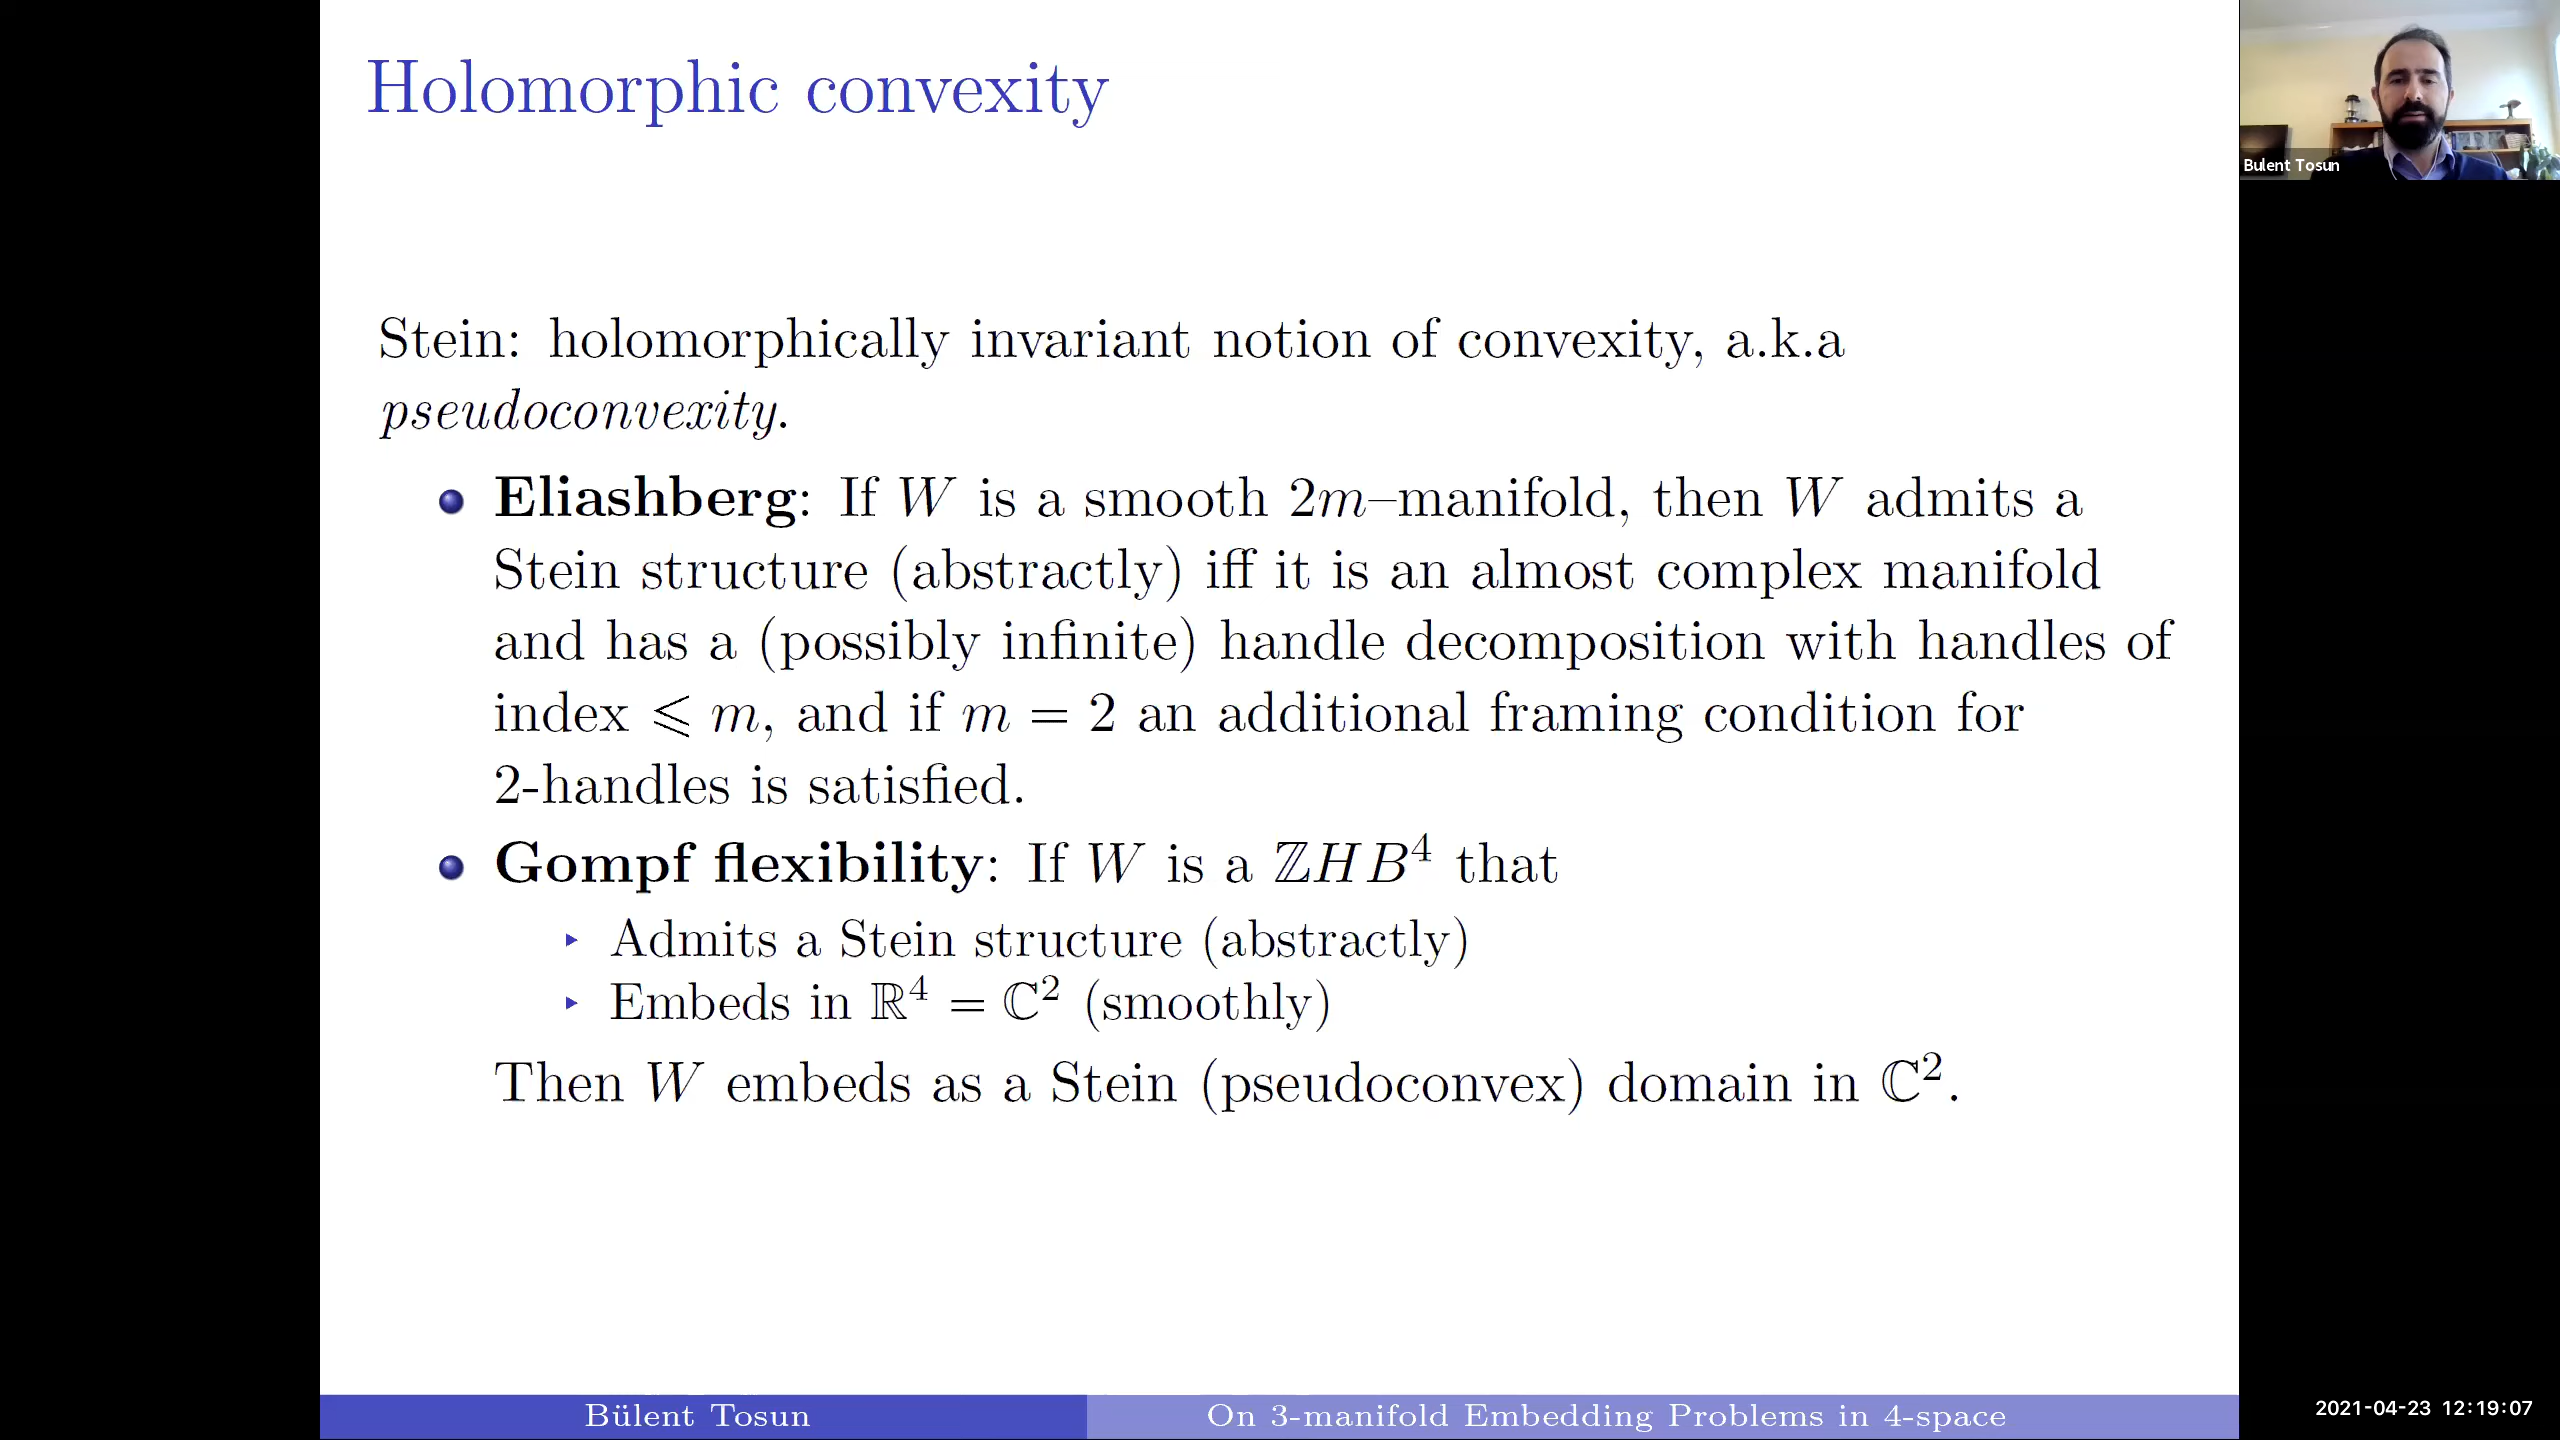 Holomorphic convexity
Bulent Tosun
Stein: holomorphically invariant notion of convexity, a.k.a
pseudoconvexity.
Eliashberg: If W is a smooth 2m–manifold, then W admits a
Stein structure (abstractly) iff it is an almost complex manifold
and has a (possibly infinite) handle decomposition with handles of
index ⩽ m, and if m = 2 an additional framing condition for
2-handles is satisfied.
Gompf flexibility: If W is a ℤHB⁴ that
‣ Admits a Stein structure (abstractly)
‣ Embeds in ℝ⁴ = ℂ² (smoothly)
Then W embeds as a Stein (pseudoconvex) domain in ℂ².
Bülent Tosun
On 3-manifold Embedding Problems in 4-space
2021-04-23 12:19:07